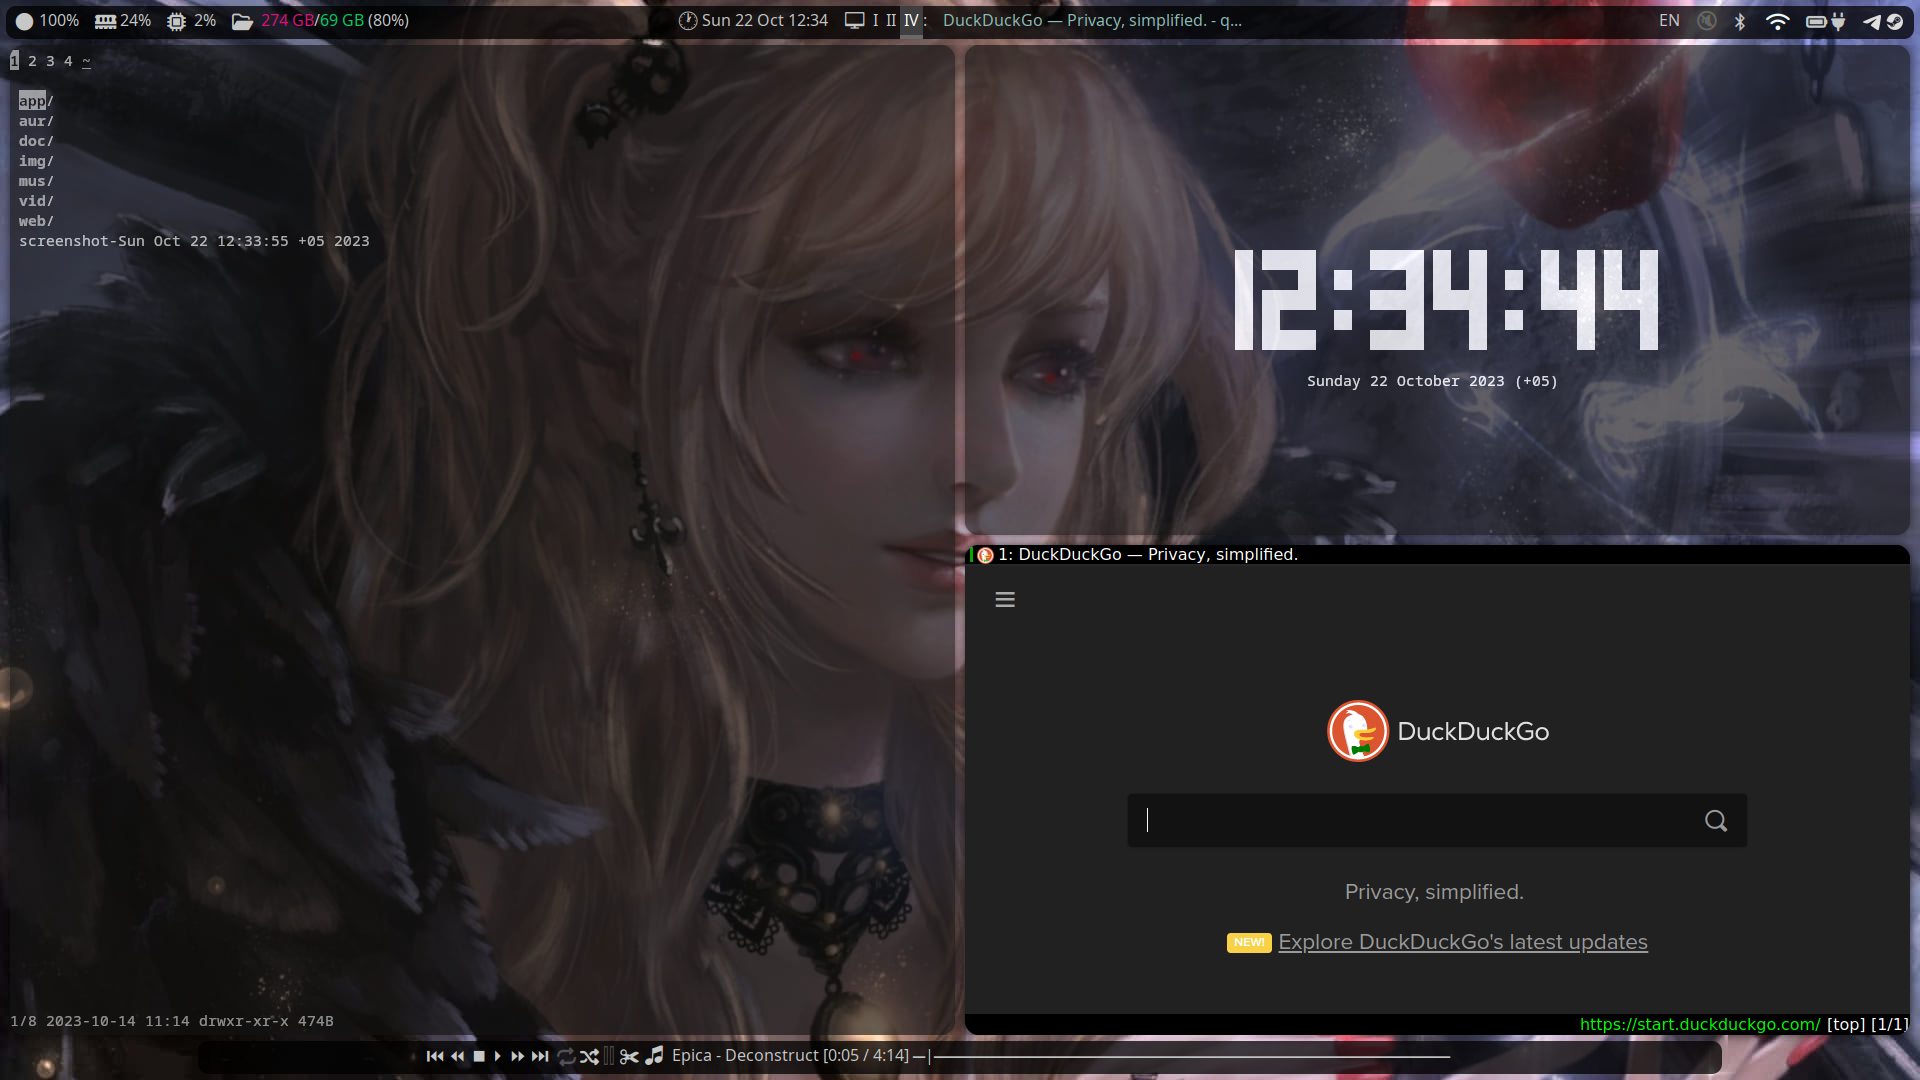 100% 24% 2% 274 GB/69 GB (80%) Sun 22 Oct 12:34 I II IV : DuckDuckGo — Privacy, simplified. - q... EN
1 2 3 4 ~
app/
aur/
doc/
img/
mus/
vid/
web/
screenshot-Sun Oct 22 12:33:55 +05 2023
1/8 2023-10-14 11:14 drwxr-xr-x 474B
12:34:44
Sunday 22 October 2023 (+05)
1: DuckDuckGo — Privacy, simplified.
DuckDuckGo
Privacy, simplified.
NEW! Explore DuckDuckGo's latest updates
https://start.duckduckgo.com/ [top] [1/1]
Epica - Deconstruct [0:05 / 4:14]